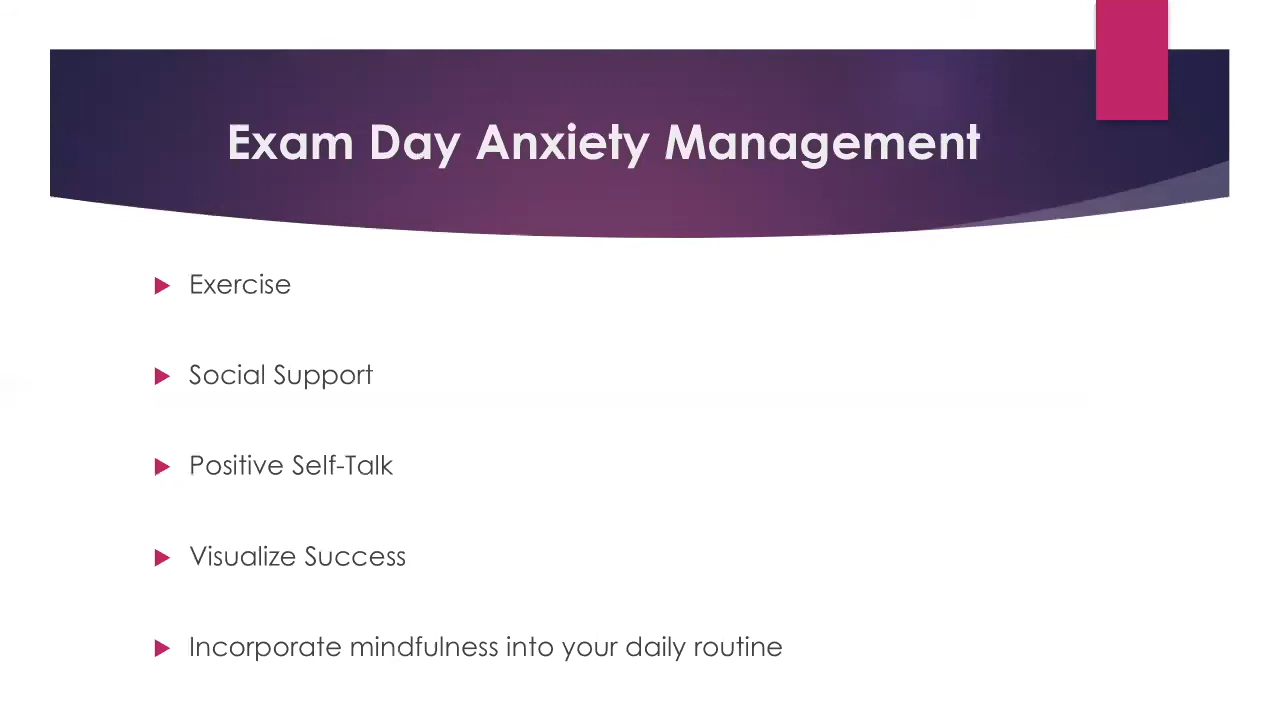 Exam Day Anxiety Management
Exercise
Social Support
Positive Self-Talk
Visualize Success
Incorporate mindfulness into your daily routine